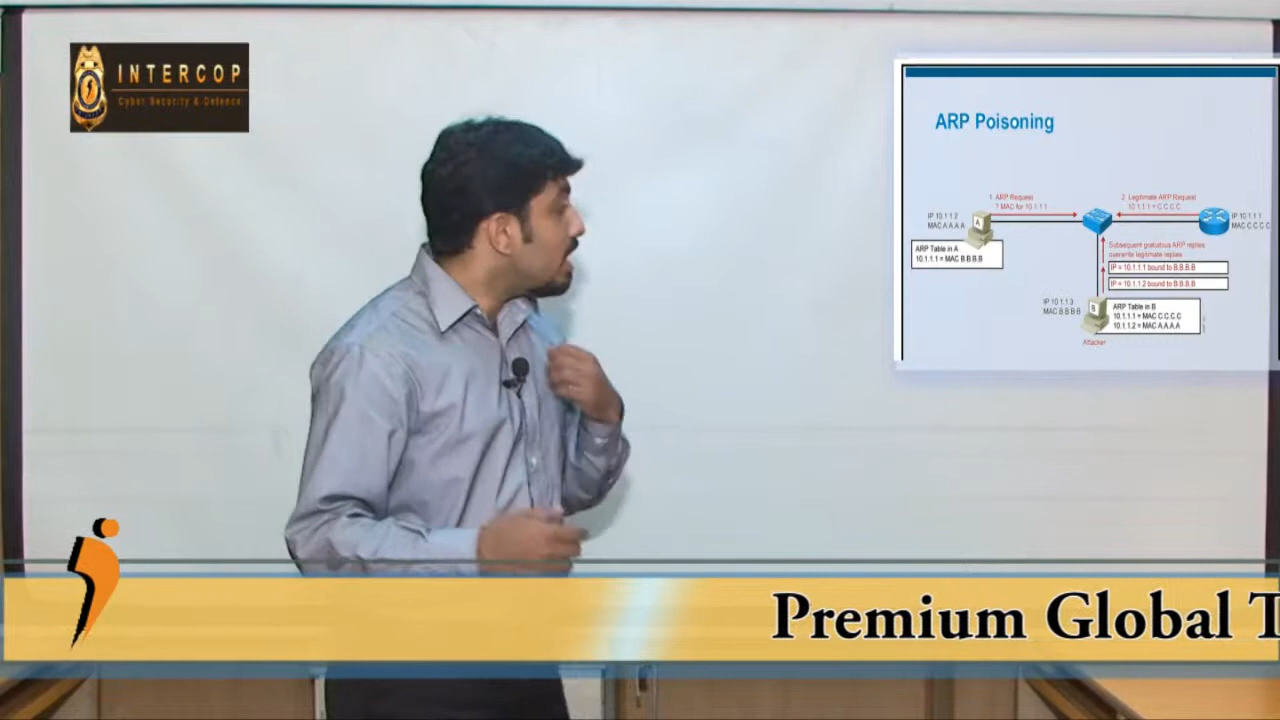 INTERCOP
Cyber Security & Defence
ARP Poisoning
1. ARP Request
? MAC for 10.1.1.1
2. Legitimate ARP Request
10.1.1.1 = C.C.C.C
IP 10.1.1.2
MAC A.A.A.A
A
IP 10.1.1.1
MAC C.C.C.C
ARP Table in A
10.1.1.1 = MAC B.B.B.B
Subsequent gratuitous ARP replies
overwrite legitimate replies
IP = 10.1.1.1 bound to B.B.B.B
IP = 10.1.1.2 bound to B.B.B.B
IP 10.1.1.3
MAC B.B.B.B
B
ARP Table in B
10.1.1.1 = MAC C.C.C.C
10.1.1.2 = MAC A.A.A.A
Attacker
Premium Global T